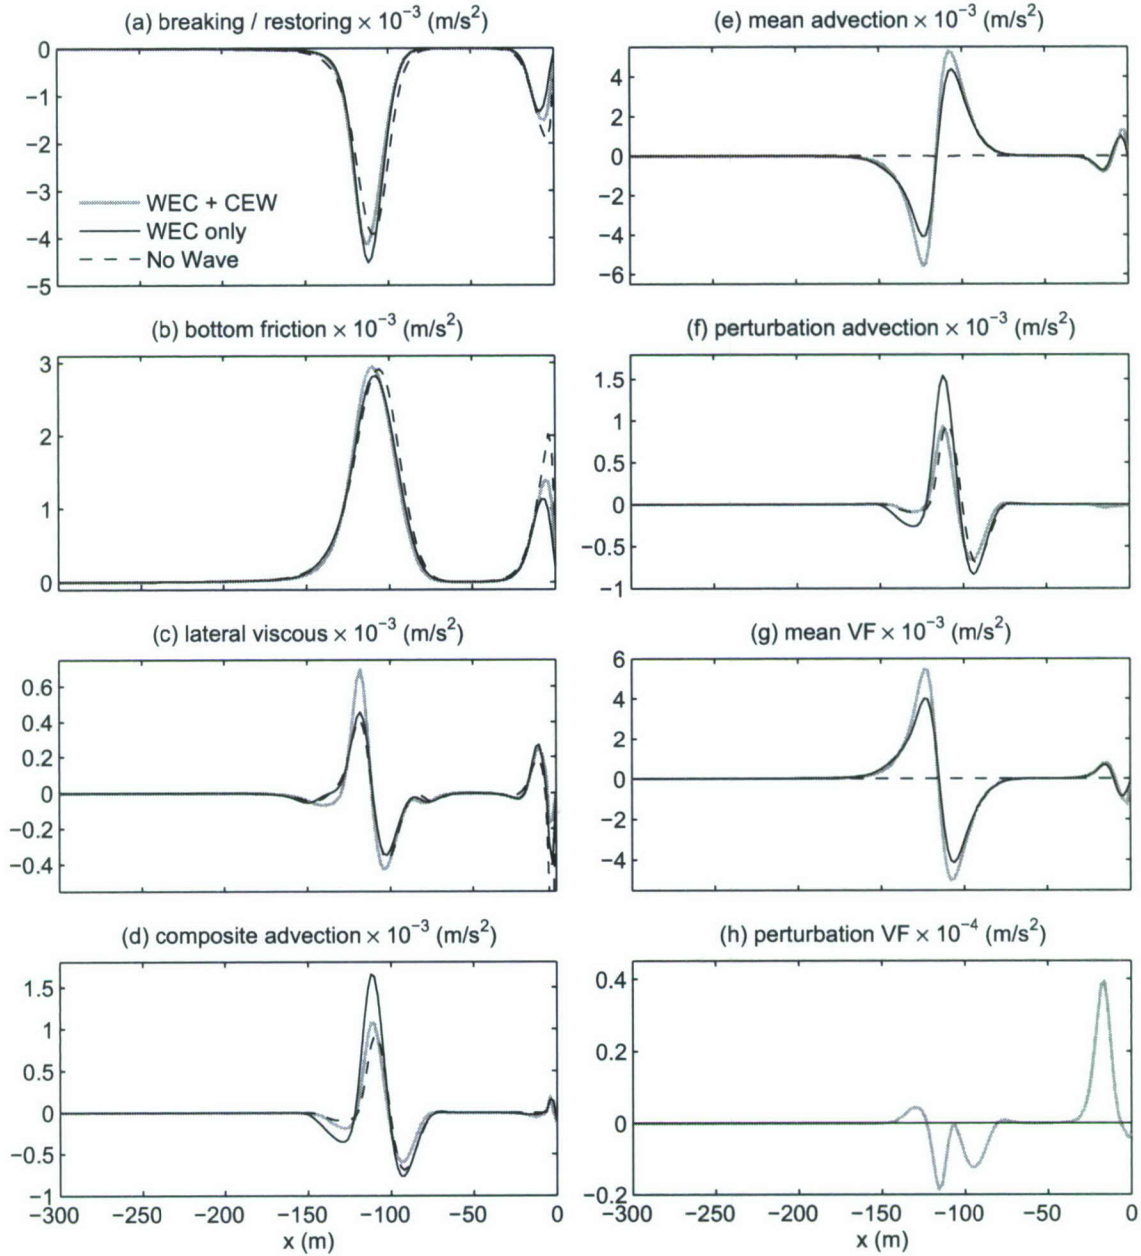 (a) breaking / restoring × 10−3 (m/s2)
0
−1
−2
−3
−4
−5
WEC + CEW
WEC only
No Wave
(b) bottom friction × 10−3 (m/s2)
3
2
1
0
(c) lateral viscous × 10−3 (m/s2)
0.6
0.4
0.2
0
−0.2
−0.4
(d) composite advection × 10−3 (m/s2)
1.5
1
0.5
0
−0.5
−1
−300 −250 −200 −150 −100 −50 0
x (m)
(e) mean advection × 10−3 (m/s2)
4
2
0
−2
−4
−6
(f) perturbation advection × 10−3 (m/s2)
1.5
1
0.5
0
−0.5
−1
(g) mean VF × 10−3 (m/s2)
6
4
2
0
−2
−4
(h) perturbation VF × 10−4 (m/s2)
0.4
0.2
0
−0.2
−300 −250 −200 −150 −100 −50 0
x (m)